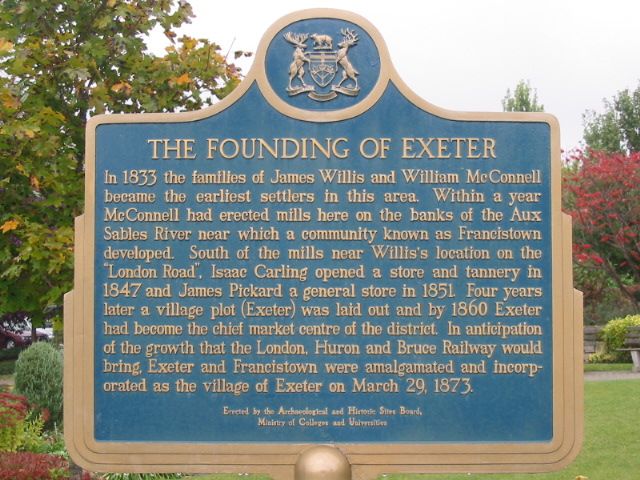 THE FOUNDING OF EXETER
In 1833 the families of James Willis and William McConnell
became the earliest settlers in this area. Within a year
McConnell had erected mills here on the banks of the Aux
Sables River near which a community known as Francistown
developed. South of the mills near Willis's location on the
"London Road", Isaac Carling opened a store and tannery in
1847 and James Pickard a general store in 1851. Four years
later a village plot (Exeter) was laid out and by 1860 Exeter
had become the chief market centre of the district. In anticipation
of the growth that the London, Huron and Bruce Railway would
bring, Exeter and Francistown were amalgamated and incorp-
orated as the village of Exeter on March 29, 1873.
Erected by the Archaeological and Historic Sites Board,
Ministry of Colleges and Universities